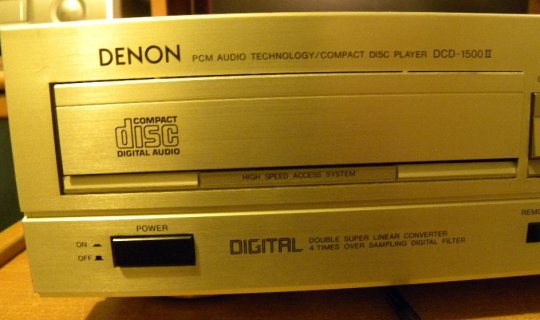 DENON PCM AUDIO TECHNOLOGY/COMPACT DISC PLAYER DCD-1500II
COMPACT
disc
DIGITAL AUDIO
HIGH SPEED ACCESS SYSTEM
POWER
ON
OFF
DIGITAL
DOUBLE SUPER LINEAR CONVERTER
4 TIMES OVER SAMPLING DIGITAL FILTER